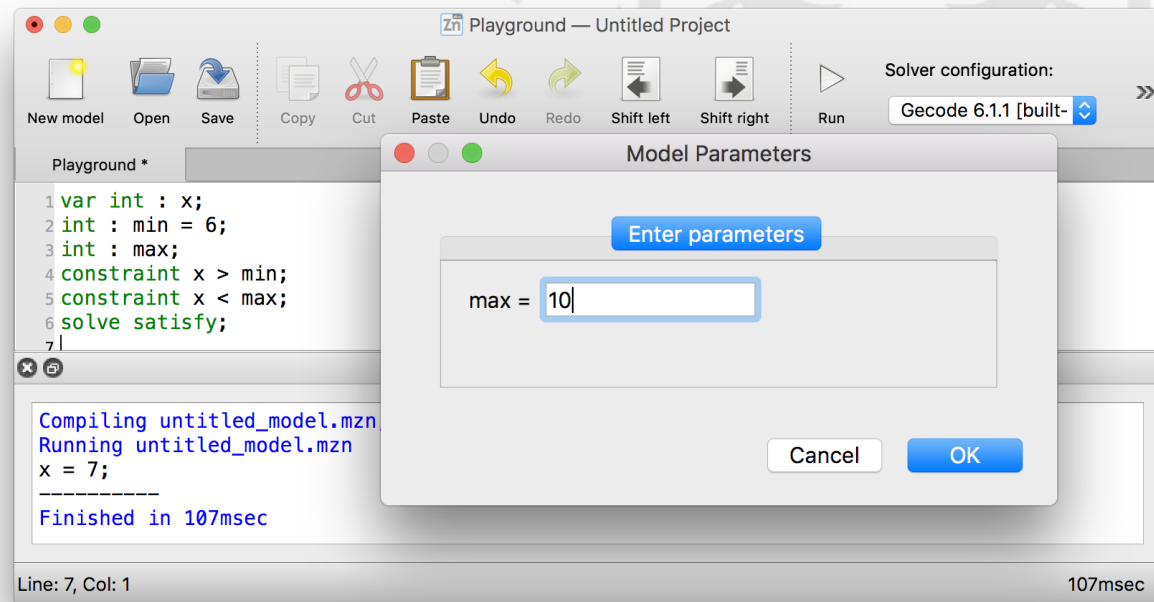 Zn Playground — Untitled Project
New model Open Save Copy Cut Paste Undo Redo Shift left Shift right Run
Solver configuration:
Gecode 6.1.1 [built-
Playground *
1 var int : x;
2 int : min = 6;
3 int : max;
4 constraint x > min;
5 constraint x < max;
6 solve satisfy;
7
Model Parameters
Enter parameters
max = 10
Cancel OK
Compiling untitled_model.mzn
Running untitled_model.mzn
x = 7;
----------
Finished in 107msec
Line: 7, Col: 1
107msec